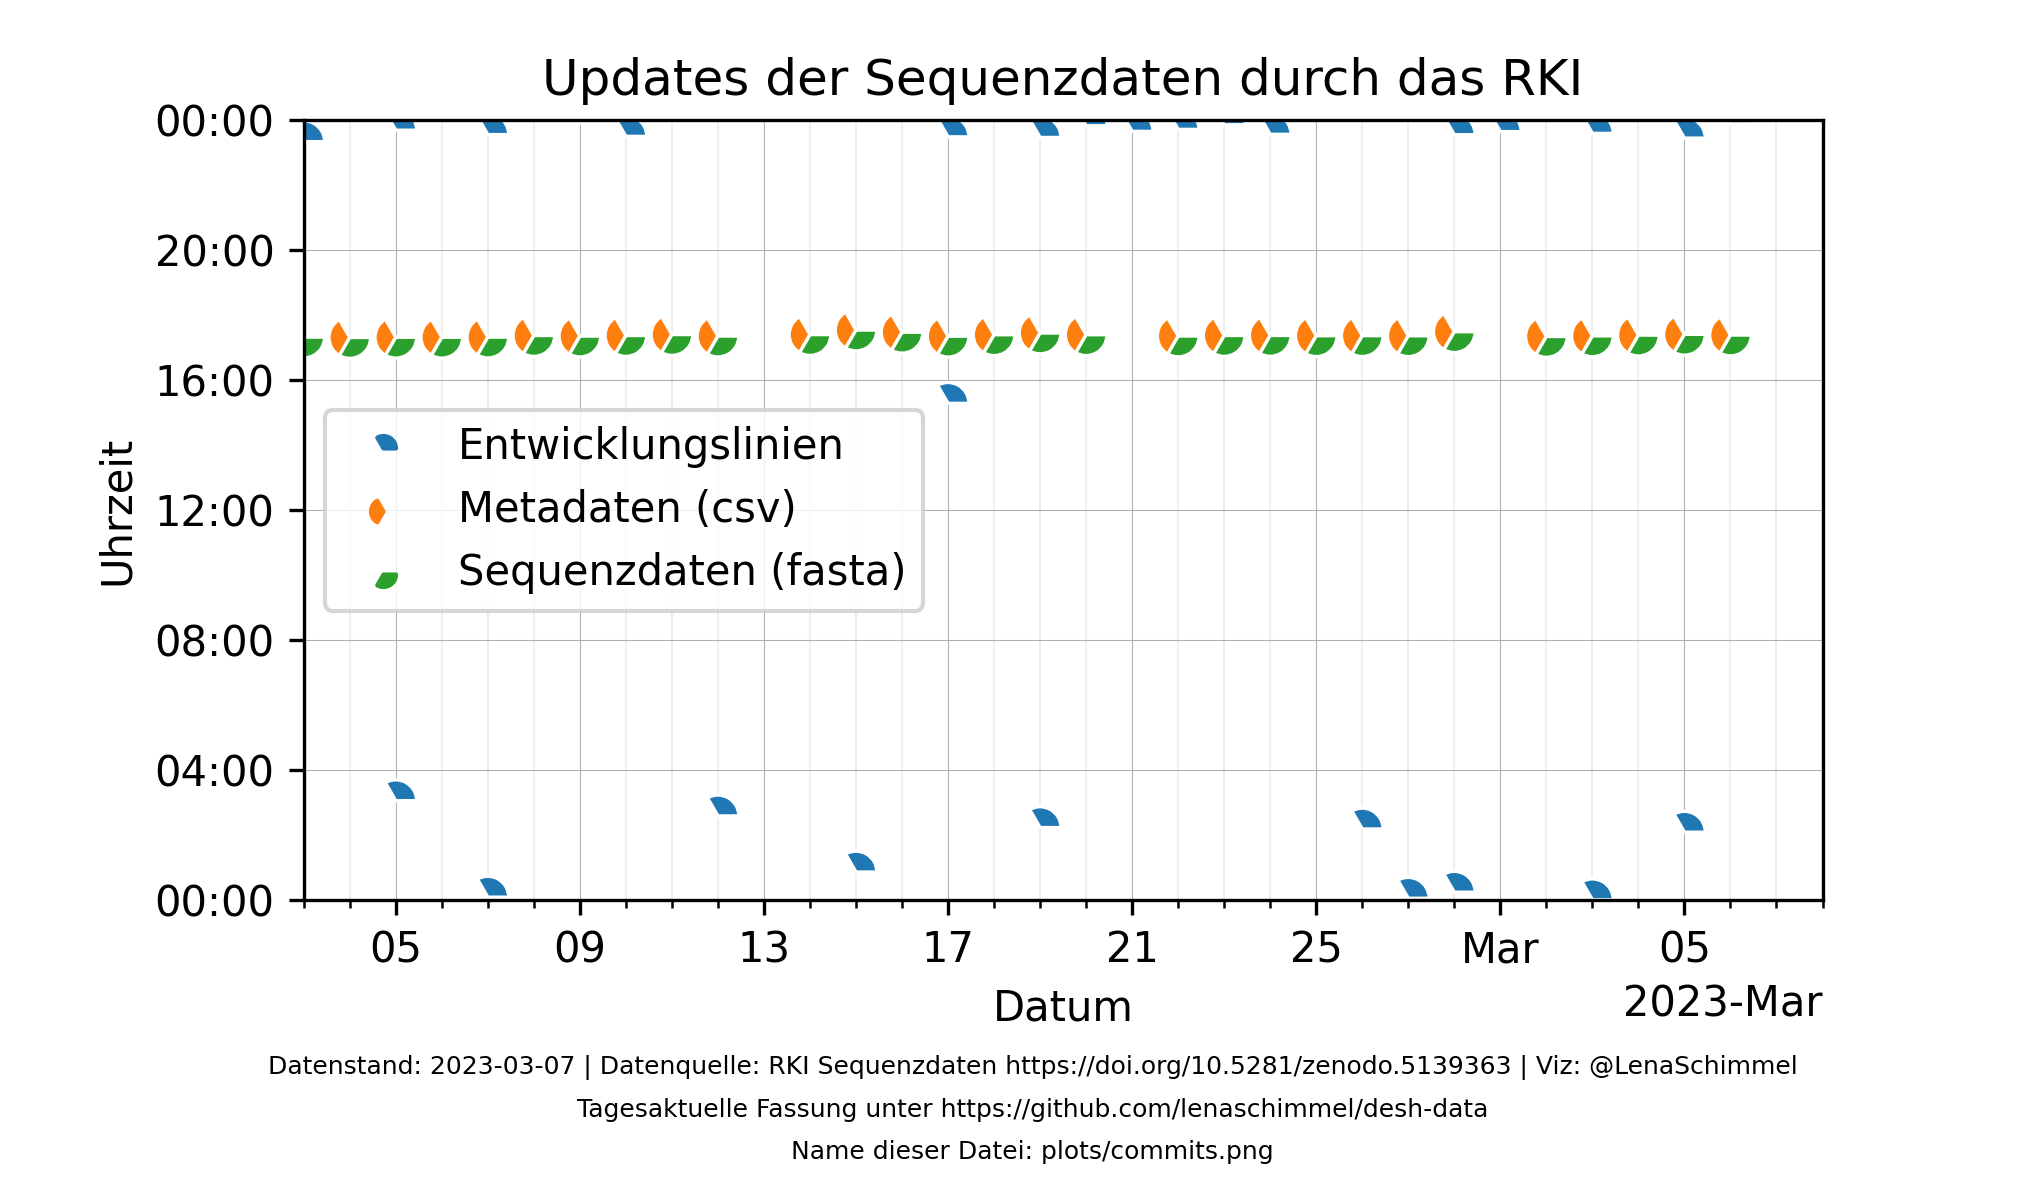 Updates der Sequenzdaten durch das RKI
00:00
20:00
16:00
12:00
08:00
04:00
00:00
Uhrzeit
Entwicklungslinien
Metadaten (csv)
Sequenzdaten (fasta)
05 09 13 17 21 25 Mar 05
Datum
2023-Mar
Datenstand: 2023-03-07 | Datenquelle: RKI Sequenzdaten https://doi.org/10.5281/zenodo.5139363 | Viz: @LenaSchimmel
Tagesaktuelle Fassung unter https://github.com/lenaschimmel/desh-data
Name dieser Datei: plots/commits.png